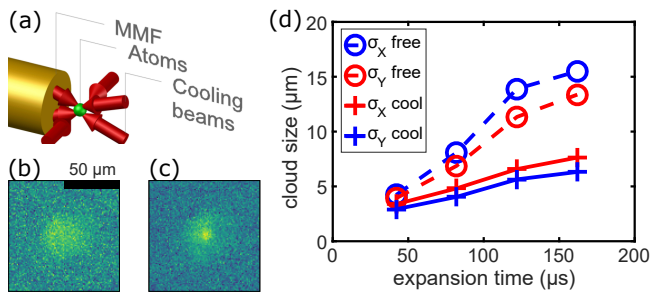 (a)
MMF
Atoms
Cooling
beams
(b)
50 μm
(c)
(d)
cloud size (μm)
20
15
10
5
0
σX free
σY free
σX cool
σY cool
0
50
100
150
200
expansion time (μs)